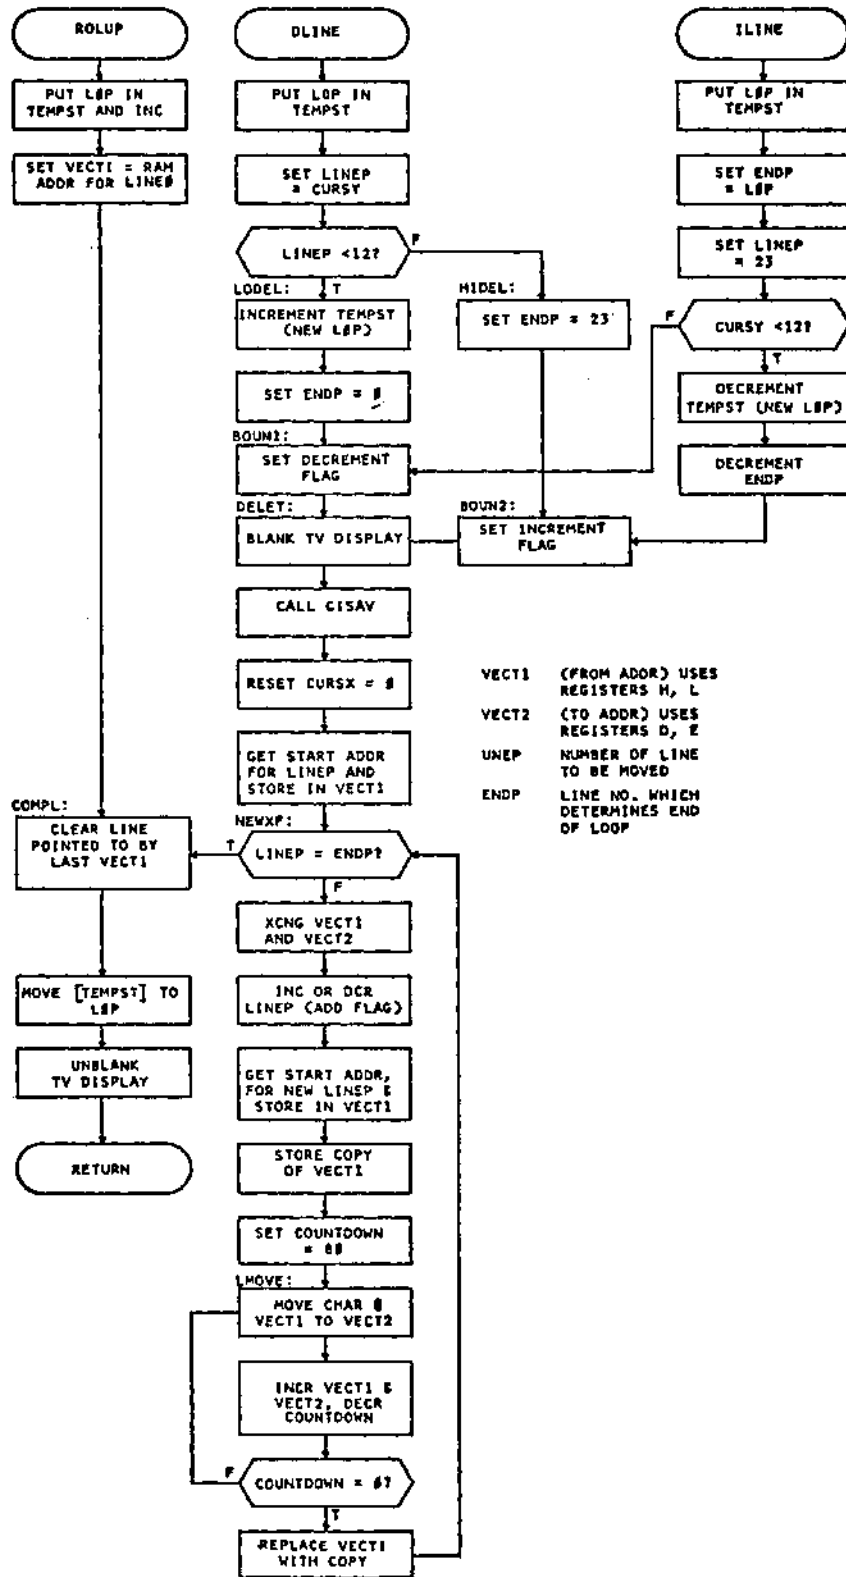 ROLUP
PUT LØP IN
TEMPST AND INC
SET VECT1 = RAM
ADDR FOR LINEØ
COMPL:
CLEAR LINE
POINTED TO BY
LAST VECT1
MOVE [TEMPST] TO
LØP
UNBLANK
TV DISPLAY
RETURN
DLINE
PUT LØP IN
TEMPST
SET LINEP
= CURSY
LINEP <12?
F
T
LODEL:
INCREMENT TEMPST
(NEW LØP)
SET ENDP = Ø
BOUN1:
SET DECREMENT
FLAG
DELET:
BLANK TV DISPLAY
CALL GISAV
RESET CURSX = Ø
GET START ADDR
FOR LINEP AND
STORE IN VECT1
NEWXF:
LINEP = ENDP?
T
F
XCNG VECT1
AND VECT2
INC OR DCR
LINEP (ADD FLAG)
GET START ADDR,
FOR NEW LINEP &
STORE IN VECT1
STORE COPY
OF VECT1
SET COUNTDOWN
= 8Ø
LMOVE:
MOVE CHAR @
VECT1 TO VECT2
INCR VECT1 &
VECT2, DECR
COUNTDOWN
COUNTDOWN = Ø?
F
T
REPLACE VECT1
WITH COPY
HIDEL:
SET ENDP = 23
BOUN2:
SET INCREMENT
FLAG
ILINE
PUT LØP IN
TEMPST
SET ENDP
= LØP
SET LINEP
= 23
CURSY <12?
F
T
DECREMENT
TEMPST (NEW LØP)
DECREMENT
ENDP
VECT1 (FROM ADDR) USES
REGISTERS H, L
VECT2 (TO ADDR) USES
REGISTERS D, E
UNEP NUMBER OF LINE
TO BE MOVED
ENDP LINE NO. WHICH
DETERMINES END
OF LOOP